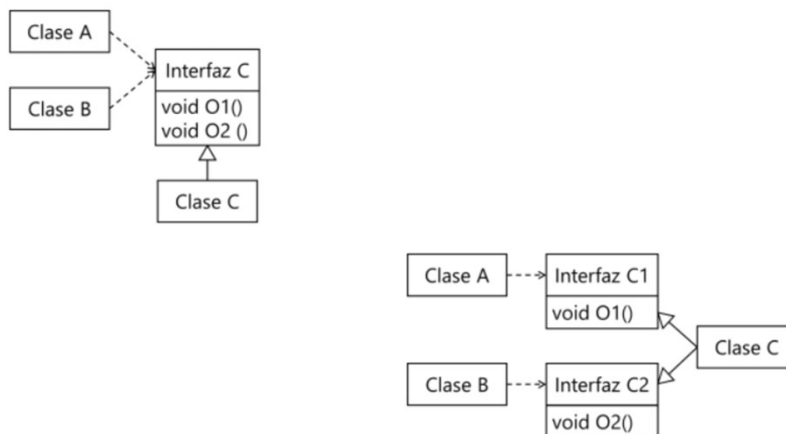 Clase A
Interfaz C
Clase B
void O1()
void O2 ()
Clase C
Clase A
Interfaz C1
void O1()
Clase C
Clase B
Interfaz C2
void O2()